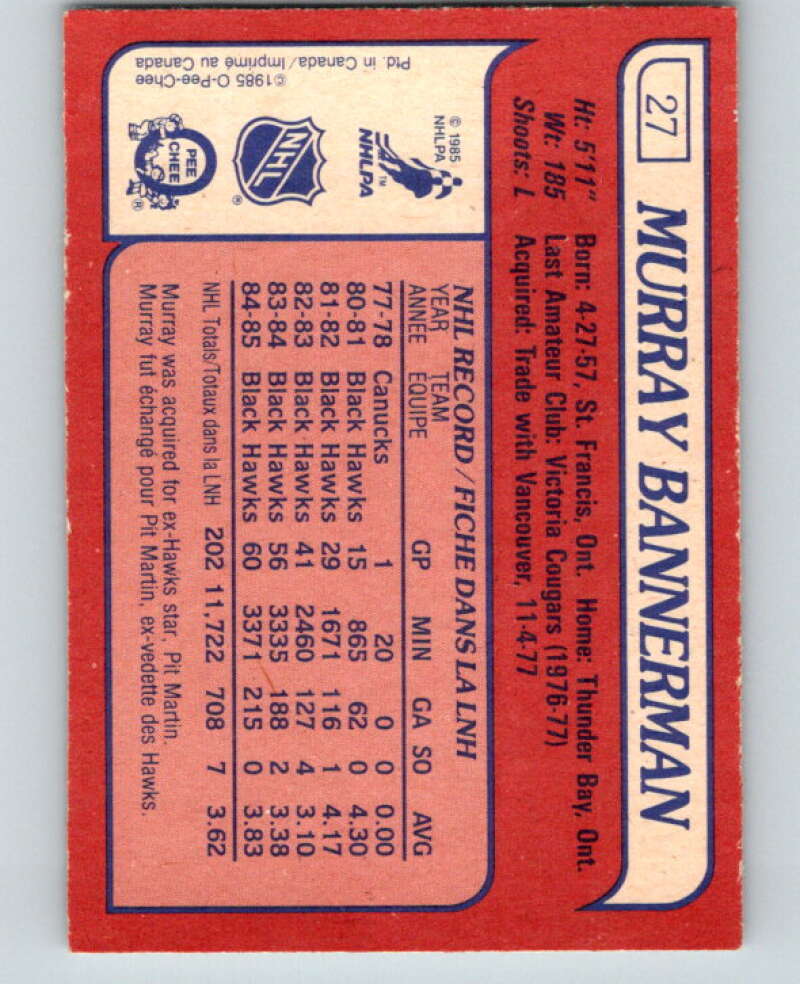 27 MURRAY BANNERMAN
Ht: 5'11" Born: 4-27-57, St. Francis, Ont. Home: Thunder Bay, Ont.
Wt: 185 Last Amateur Club: Victoria Cougars (1976-77)
Shoots: L Acquired: Trade with Vancouver, 11-4-77
NHL RECORD / FICHE DANS LA LNH
YEAR TEAM
ANNÉE EQUIPE GP MIN GA SO AVG
77-78 Canucks 1 20 0 0 0.00
80-81 Black Hawks 15 865 62 0 4.30
81-82 Black Hawks 29 1671 116 1 4.17
82-83 Black Hawks 41 2460 127 4 3.10
83-84 Black Hawks 56 3335 188 2 3.38
84-85 Black Hawks 60 3371 215 0 3.83
NHL Totals/Totaux dans la LNH 202 11,722 708 7 3.62
Murray was acquired for ex-Hawks star, Pit Martin.
Murray fut échangé pour Pit Martin, ex-vedette des Hawks.
© 1985
NHLPA
NHLPA™
NHL®
O PEE CHEE®
©1985 O-Pee-Chee
Ptd. in Canada/Imprimé au Canada